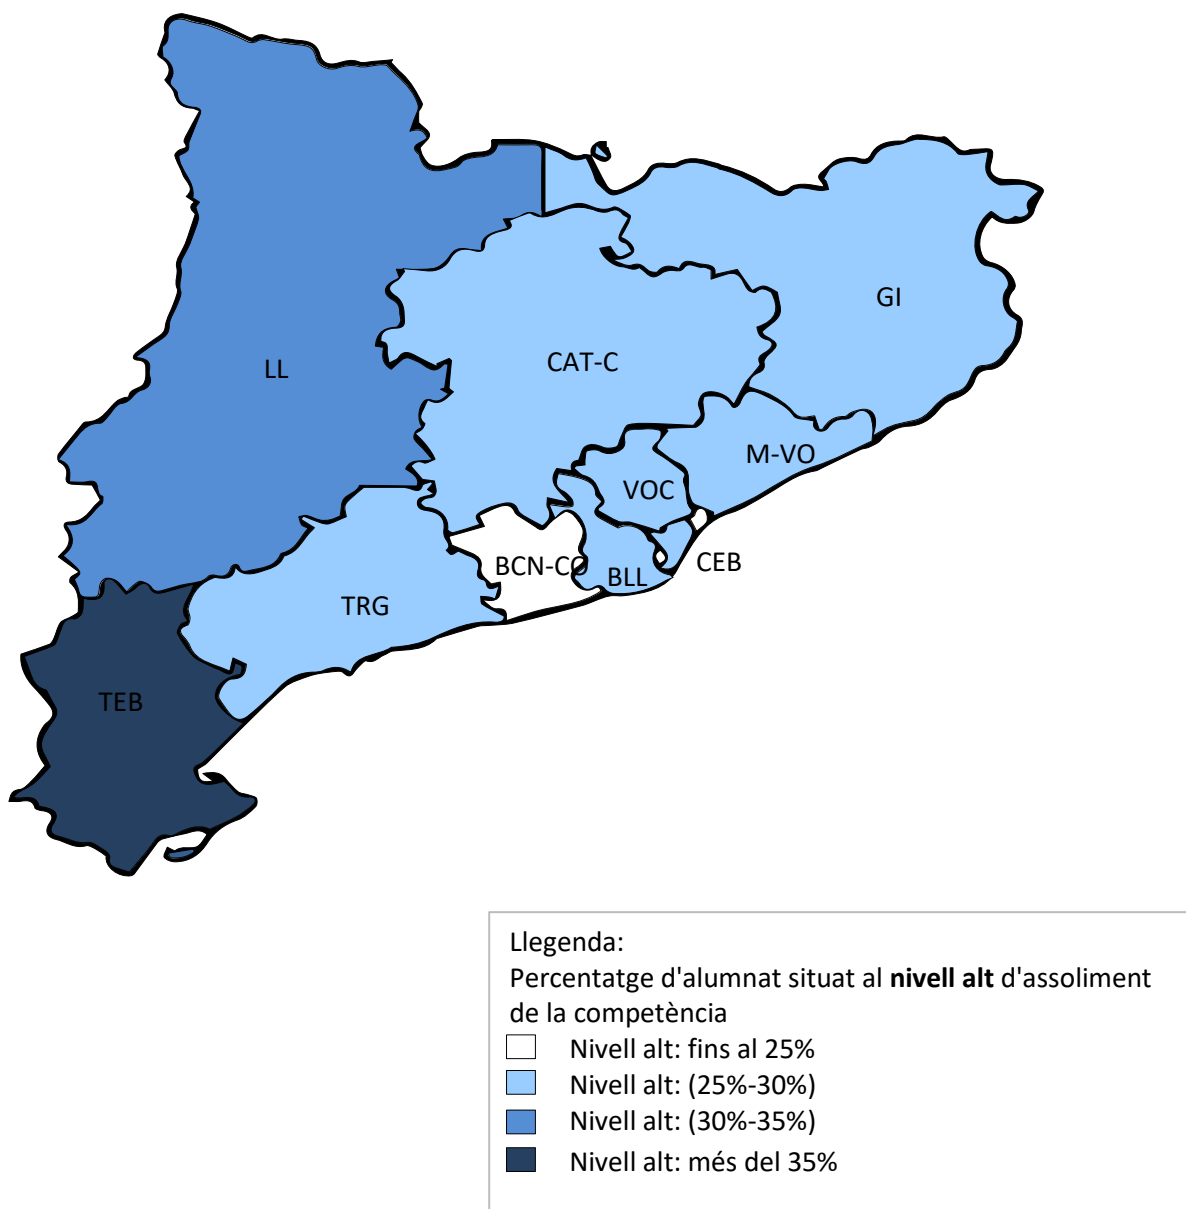 GI
CAT-C
LL
M-VO
VOC
CEB
BCN-CO
BLL
TRG
TEB
Llegenda:
Percentatge d'alumnat situat al nivell alt d'assoliment
de la competència
Nivell alt: fins al 25%
Nivell alt: (25%-30%)
Nivell alt: (30%-35%)
Nivell alt: més del 35%